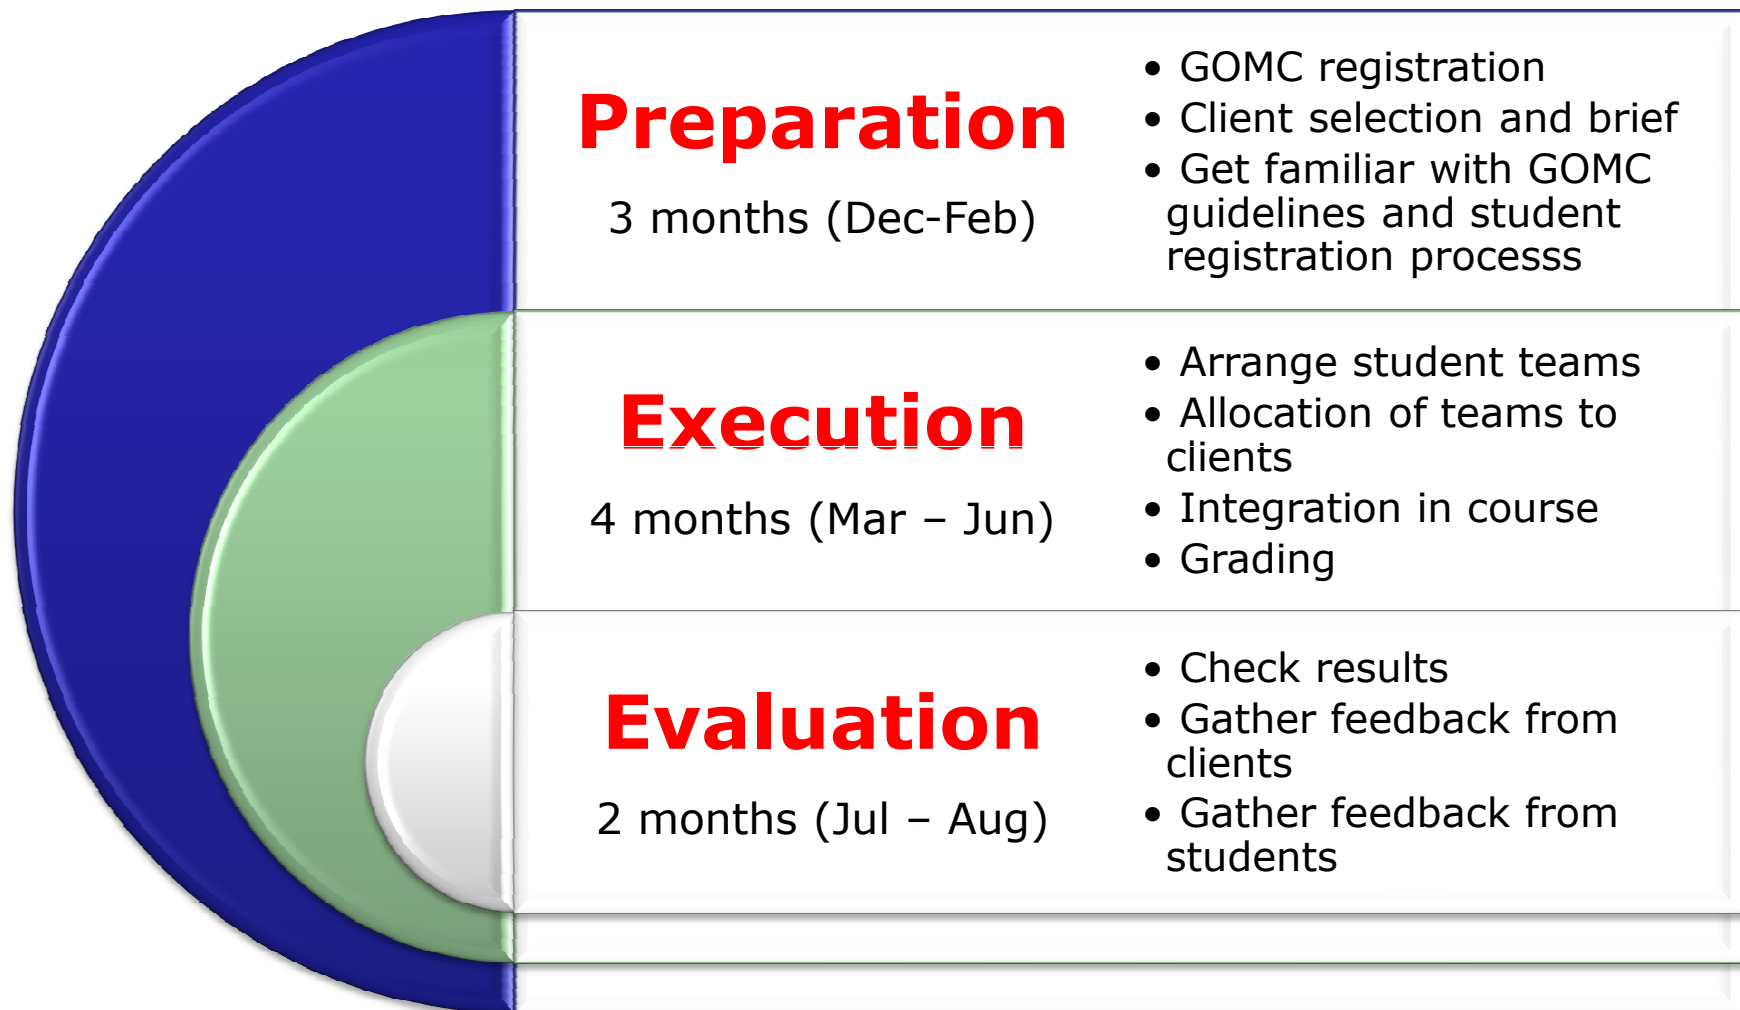 Preparation
3 months (Dec-Feb)
• GOMC registration
• Client selection and brief
• Get familiar with GOMC
guidelines and student
registration processs
Execution
4 months (Mar – Jun)
• Arrange student teams
• Allocation of teams to
clients
• Integration in course
• Grading
Evaluation
2 months (Jul – Aug)
• Check results
• Gather feedback from
clients
• Gather feedback from
students